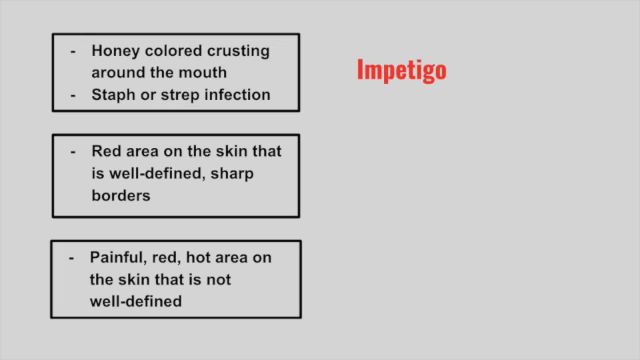 - Honey colored crusting
around the mouth
- Staph or strep infection
Impetigo
- Red area on the skin that
is well-defined, sharp
borders
- Painful, red, hot area on
the skin that is not
well-defined